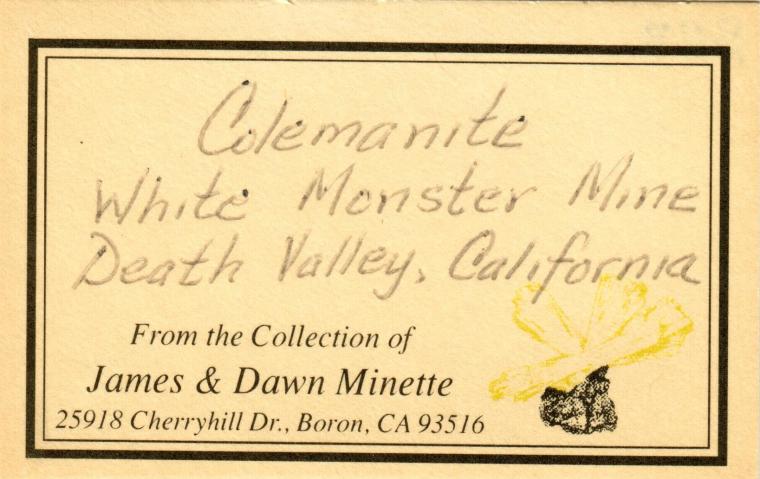 Colemanite
White Monster Mine
Death Valley, California
From the Collection of
James & Dawn Minette
25918 Cherryhill Dr., Boron, CA 93516